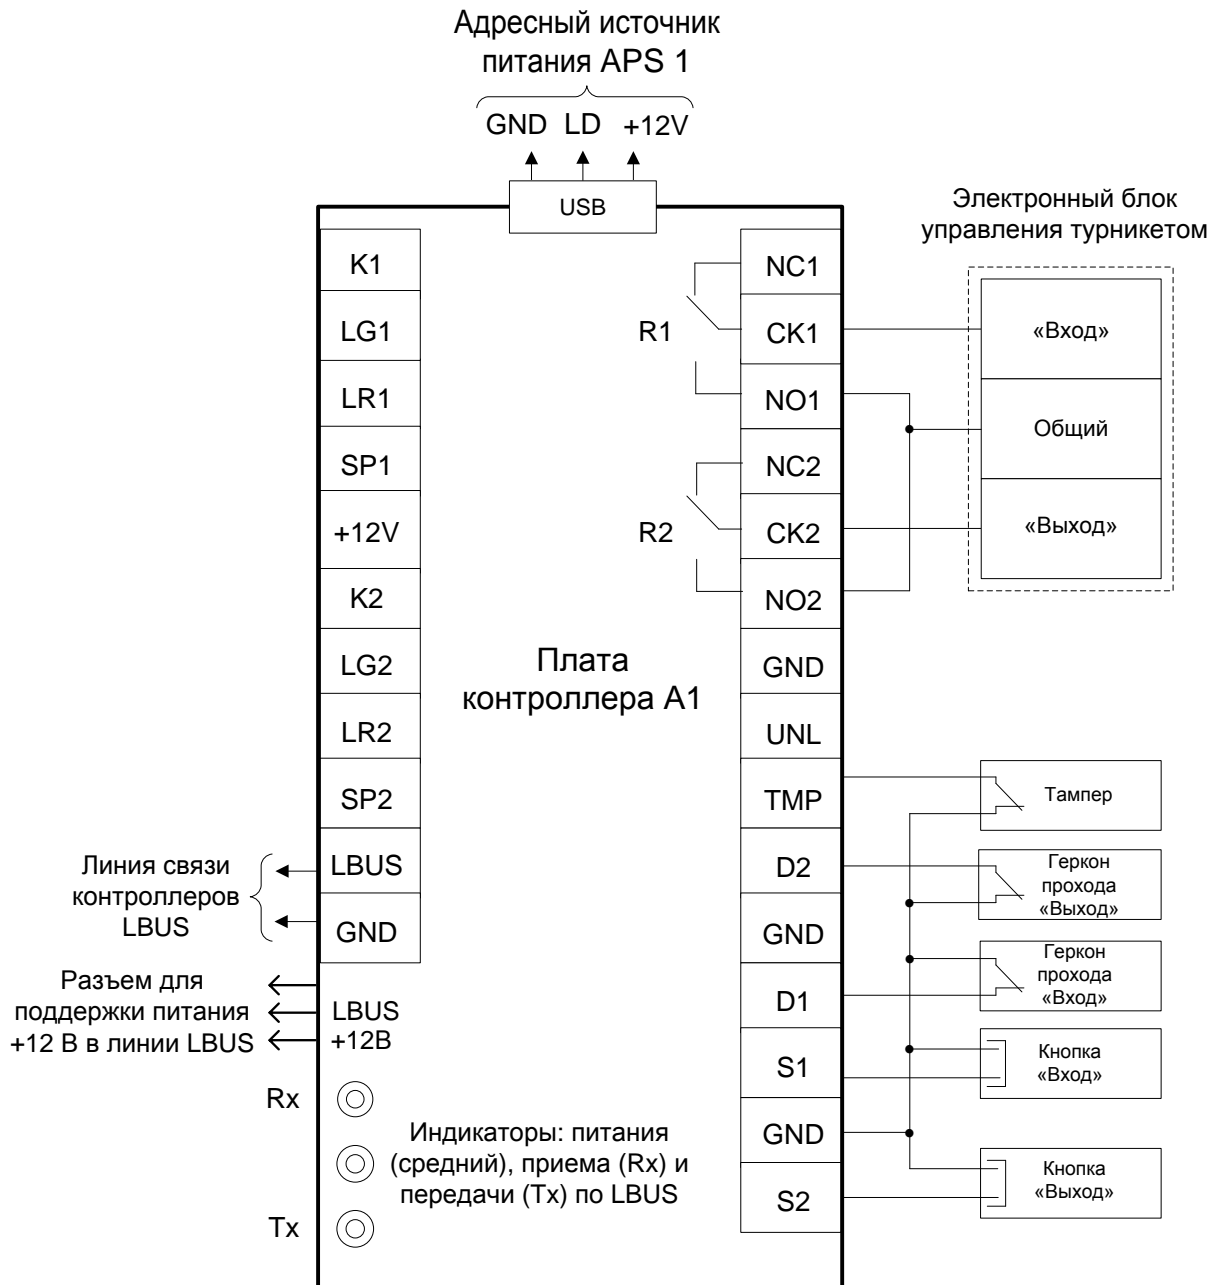 Адресный источник
питания APS 1
GND LD +12V
USB
Электронный блок
управления турникетом
K1
LG1
LR1
SP1
+12V
K2
LG2
LR2
SP2
LBUS
GND
R1
R2
NC1
CK1
NO1
NC2
CK2
NO2
GND
UNL
TMP
D2
GND
D1
S1
GND
S2
«Вход»
Общий
«Выход»
Плата
контроллера А1
Тампер
Геркон
прохода
«Выход»
Геркон
прохода
«Вход»
Кнопка
«Вход»
Кнопка
«Выход»
Линия связи
контроллеров
LBUS
Разъем для
поддержки питания
+12 В в линии LBUS
LBUS
+12В
Rx
Tx
Индикаторы: питания
(средний), приема (Rx) и
передачи (Tx) по LBUS